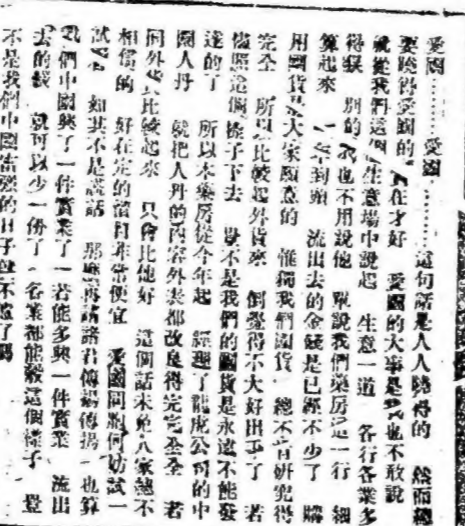 愛國………愛國………這句話是人人曉得的　然而總
要曉得愛國的在才好　愛國的大事是也不敢說
就從我們這個生意場中說起　生意一道　各行各業多
得狠　別的我也不用說他　單說我們藥房這一行　細
算起來　到頭　流出去的金錢是已經不少了　購
用國貨是大家願意的　惟獨我們國貨　總不肯研究得
完全　所以比較起外貨來　倒覺得不大好出手了　若
儘照這個樣子下去　豈不是我們的國貨是永遠不能發
達的了　所以本藥房從今年起　經理了龍虎公司的中
國人丹　就把人丹的內容外表都改良得完完全全　若
同外貨比較起來　只會比他好　這個話未免人家總不
相信的　好在目非常便宜　愛國同胞何妨試一
試　如其不是謊話　那麼再請諸君傳揚傳揚　也算
我們中國興了一件實業了　若能多興一件實業　流出
去的錢　就可以少一份了　各業都能彀這個樣子　豈
不是我們中國富強的日子不遠了嗎